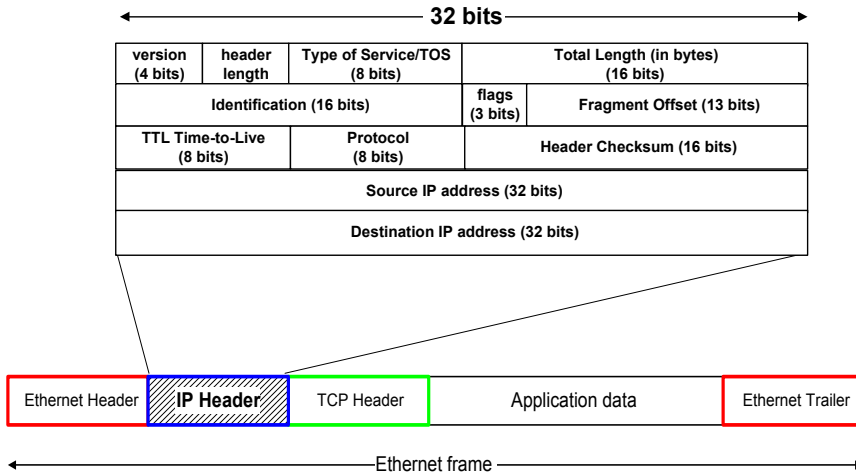 32 bits
version
(4 bits)
header
length
Type of Service/TOS
(8 bits)
Total Length (in bytes)
(16 bits)
Identification (16 bits)
flags
(3 bits)
Fragment Offset (13 bits)
TTL Time-to-Live
(8 bits)
Protocol
(8 bits)
Header Checksum (16 bits)
Source IP address (32 bits)
Destination IP address (32 bits)
Ethernet Header
IP Header
TCP Header
Application data
Ethernet Trailer
Ethernet frame